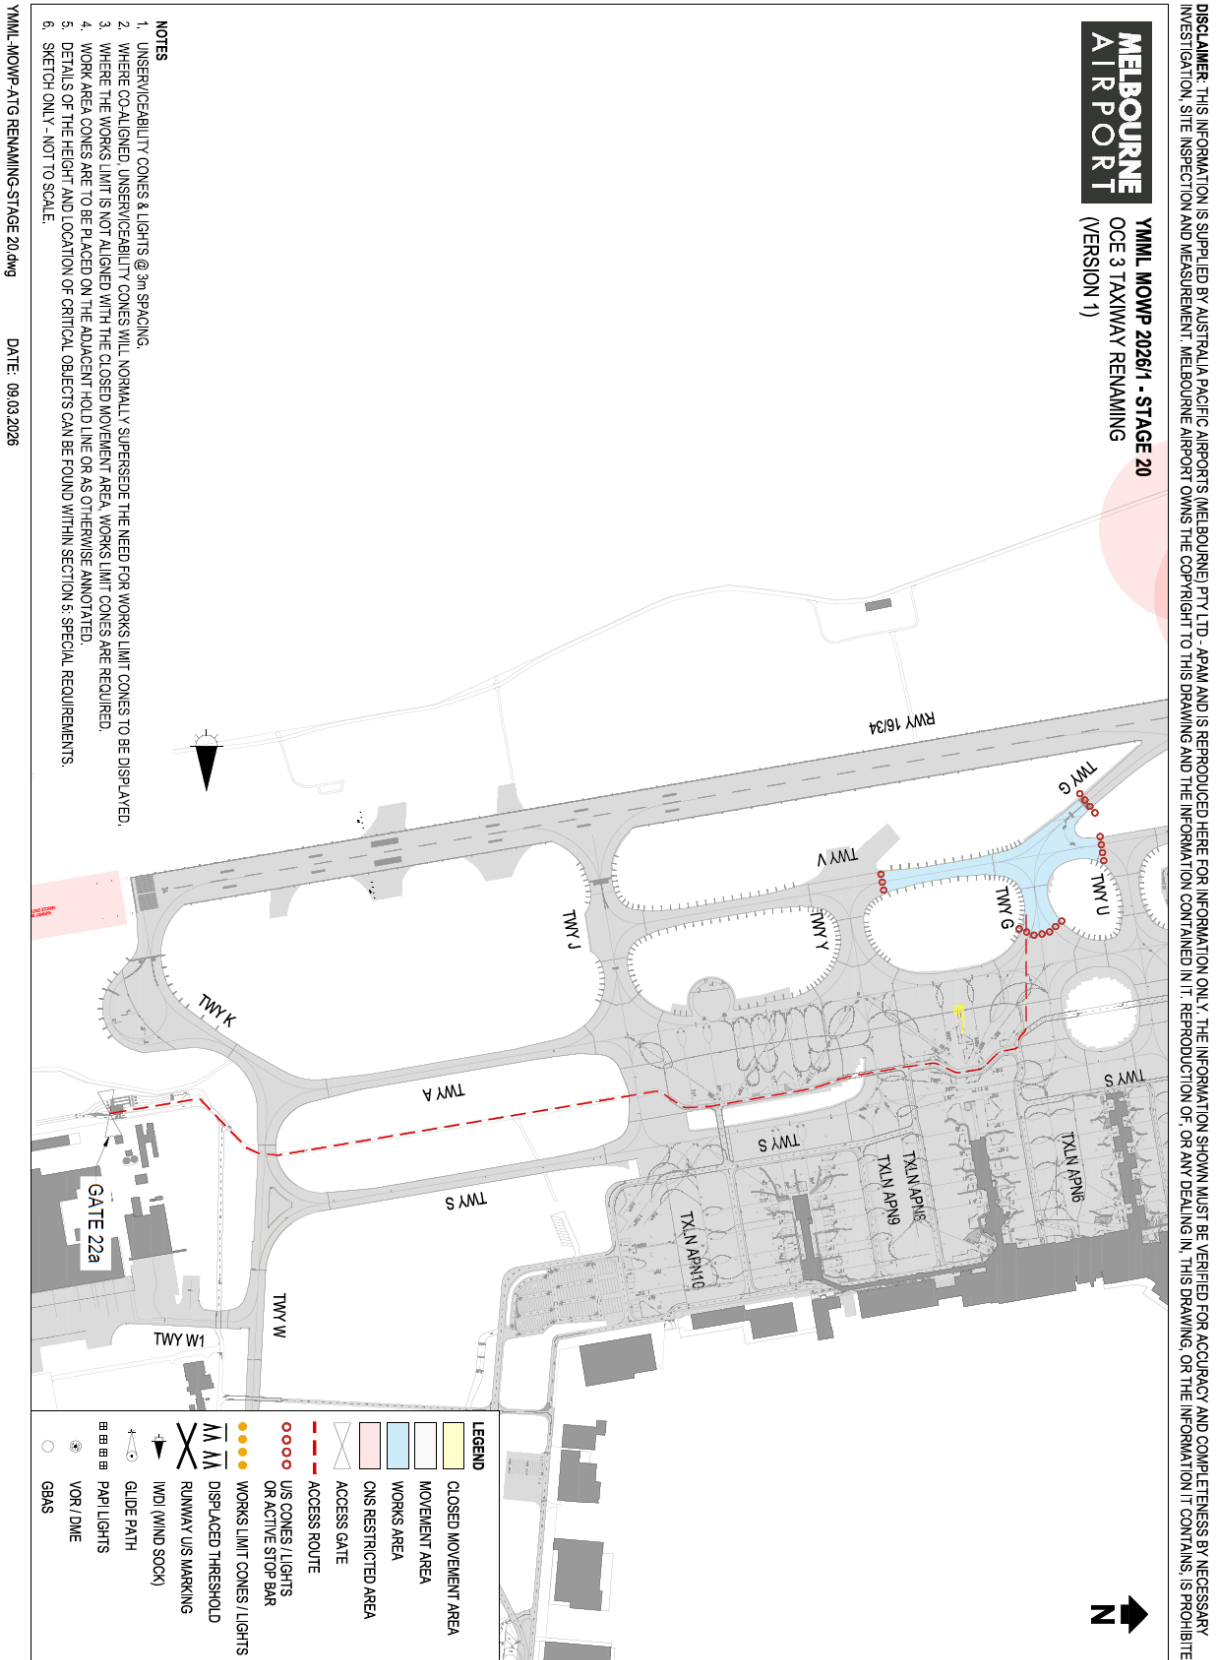 DISCLAIMER: THIS INFORMATION IS SUPPLIED BY AUSTRALIA PACIFIC AIRPORTS (MELBOURNE) PTY LTD - APAM AND IS REPRODUCED HERE FOR INFORMATION ONLY. THE INFORMATION SHOWN MUST BE VERIFIED FOR ACCURACY AND COMPLETENESS BY NECESSARY
INVESTIGATION, SITE INSPECTION AND MEASUREMENT. MELBOURNE AIRPORT OWNS THE COPYRIGHT TO THIS DRAWING AND THE INFORMATION CONTAINED IN IT. REPRODUCTION OF, OR ANY DEALING IN, THIS DRAWING, OR THE INFORMATION IT CONTAINS, IS PROHIBITE
MELBOURNE
AIRPORT
YMML MOWP 2026/1 - STAGE 20
OCE 3 TAXIWAY RENAMING
(VERSION 1)
N
RWY 16/34
TWY G
TWY U
TWY V
TWY G
TWY Y
TWY J
TWY K
TWY A
TWY S
TWY S
TWY S
TXLN APN6
TXLN APN8
TXLN APN9
TXLN APN10
TWY W
TWY W1
GATE 22a
LEGEND
CLOSED MOVEMENT AREA
MOVEMENT AREA
WORKS AREA
CNS RESTRICTED AREA
ACCESS GATE
ACCESS ROUTE
U/S CONES / LIGHTS
OR ACTIVE STOP BAR
WORKS LIMIT CONES / LIGHTS
DISPLACED THRESHOLD
RUNWAY U/S MARKING
IWDI (WIND SOCK)
GLIDE PATH
PAPI LIGHTS
VOR / DME
GBAS
NOTES
1. UNSERVICEABILITY CONES & LIGHTS @ 3m SPACING.
2. WHERE CO-ALIGNED, UNSERVICEABILITY CONES WILL NORMALLY SUPERSEDE THE NEED FOR WORKS LIMIT CONES TO BE DISPLAYED.
3. WHERE THE WORKS LIMIT IS NOT ALIGNED WITH THE CLOSED MOVEMENT AREA, WORKS LIMIT CONES ARE REQUIRED.
4. WORK AREA CONES ARE TO BE PLACED ON THE ADJACENT HOLD LINE OR AS OTHERWISE ANNOTATED.
5. DETAILS OF THE HEIGHT AND LOCATION OF CRITICAL OBJECTS CAN BE FOUND WITHIN SECTION 5: SPECIAL REQUIREMENTS.
6. SKETCH ONLY - NOT TO SCALE.
YMML-MOWP-ATG RENAMING-STAGE 20.dwg DATE: 09.03.2026